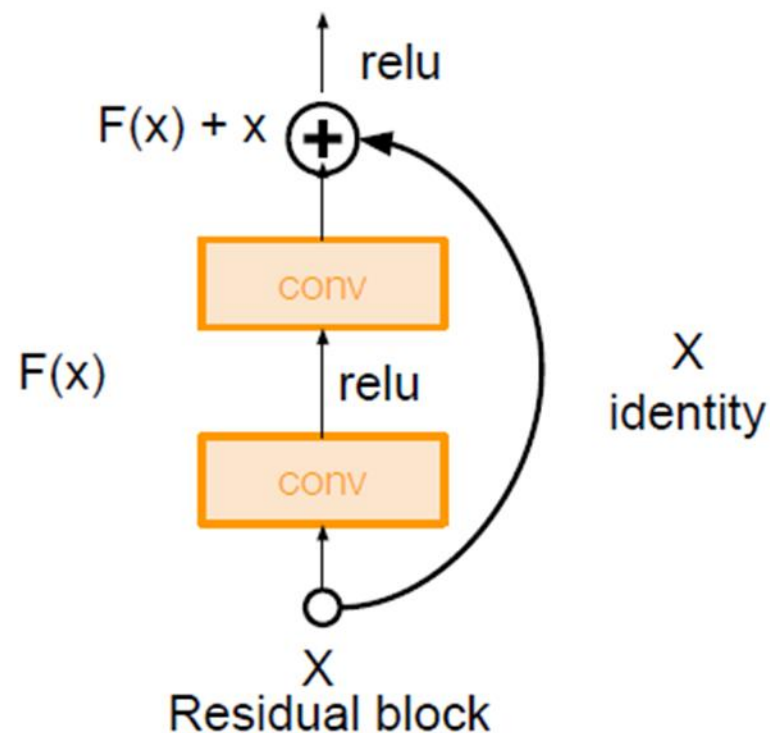 relu
F(x) + x
conv
F(x)
relu
X
identity
conv
X
Residual block